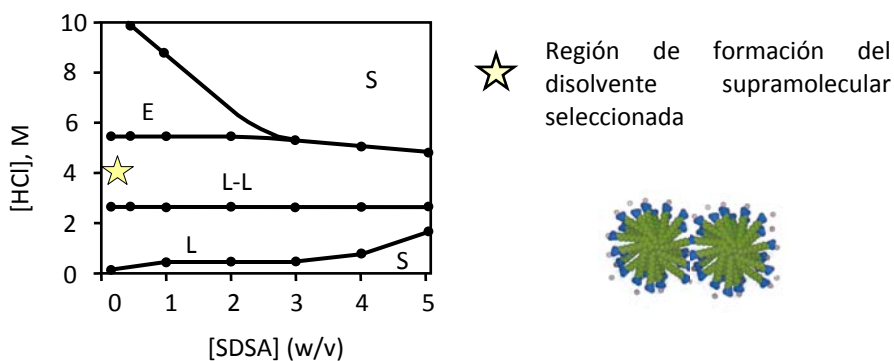 10
8
6
4
2
0
[HCl], M
S
E
L-L
L
S
0 1 2 3 4 5
[SDSA] (w/v)
Región de formación del
disolvente supramolecular
seleccionada